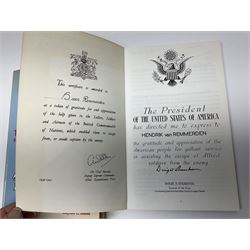 This certificate is awarded to
as a token of gratitude for and appreciation
of the help given to the Sailors, Soldiers
and Airmen of the British Commonwealth
of Nations, which enabled them to escape
from, or evade capture by the enemy.
Air Chief Marshal,
Deputy Supreme Commander,
Allied Expeditionary Force
1939-1945
The President
OF THE UNITED STATES OF AMERICA
has directed me to express to
HENDRIK van REMMERDEN
the gratitude and appreciation of the
American people for gallant service
in assisting the escape of Allied
soldiers from the enemy
DWIGHT D. EISENHOWER
General of the Army